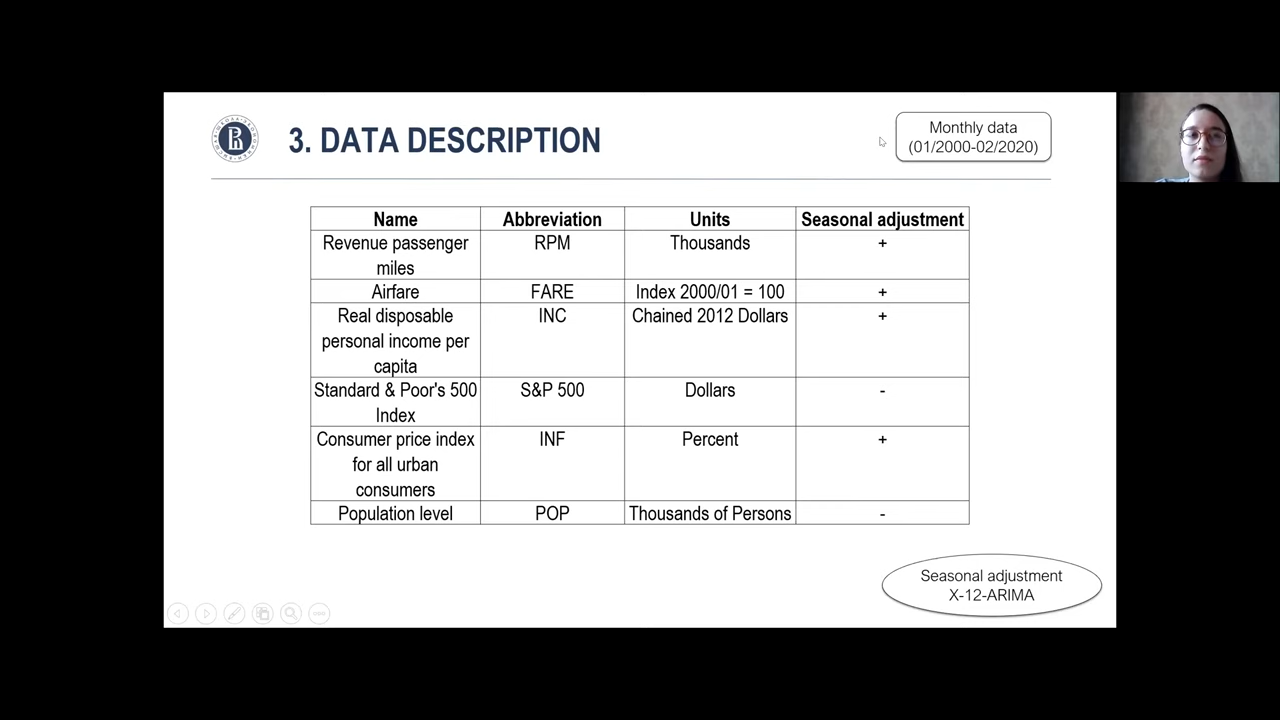 3. DATA DESCRIPTION
Monthly data
(01/2000-02/2020)
Name Abbreviation Units Seasonal adjustment
Revenue passenger
miles
RPM Thousands +
Airfare FARE Index 2000/01 = 100 +
Real disposable
personal income per
capita
INC Chained 2012 Dollars +
Standard & Poor's 500
Index
S&P 500 Dollars -
Consumer price index
for all urban
consumers
INF Percent +
Population level POP Thousands of Persons -
Seasonal adjustment
X-12-ARIMA